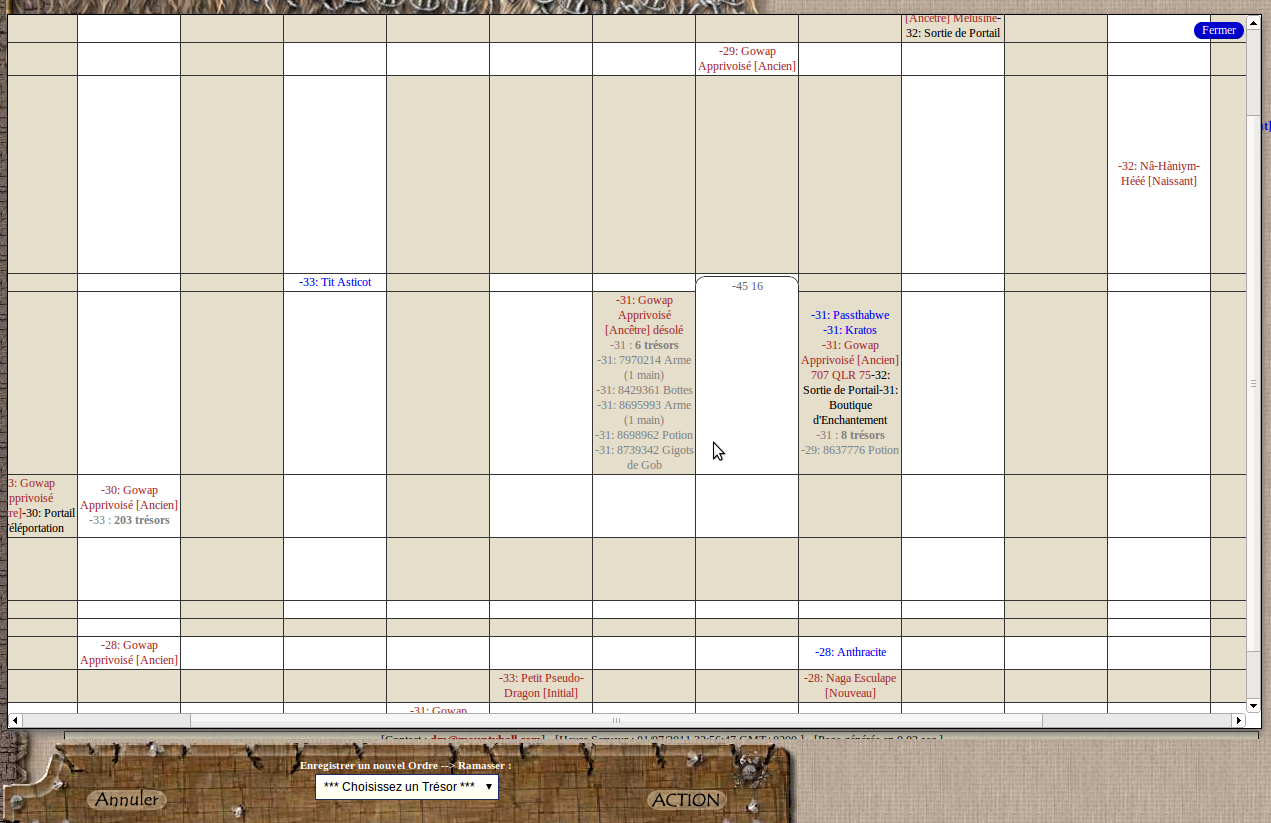 [Ancêtre] Mélusine-
32: Sortie de Portail
Fermer
-29: Gowap
Apprivoisé [Ancien]
-32: Nâ-Hàniym-
Hééé [Naissant]
-33: Tit Asticot
-45 16
-31: Gowap
Apprivoisé
[Ancêtre] désolé
-31 : 6 trésors
-31: 7970214 Arme
(1 main)
-31: 8429361 Bottes
-31: 8695993 Arme
(1 main)
-31: 8698962 Potion
-31: 8739342 Gigots
de Gob
-31: Passthabwe
-31: Kratos
-31: Gowap
Apprivoisé [Ancien]
707 QLR 75-32:
Sortie de Portail-31:
Boutique
d'Enchantement
-31 : 8 trésors
-29: 8637776 Potion
3: Gowap
pprivoisé
re]-30: Portail
éléportation
-30: Gowap
Apprivoisé [Ancien]
-33 : 203 trésors
-28: Gowap
Apprivoisé [Ancien]
-28: Anthracite
-33: Petit Pseudo-
Dragon [Initial]
-28: Naga Esculape
[Nouveau]
-31: Gowap
Enregistrer un nouvel Ordre --> Ramasser :
*** Choisissez un Trésor ***
Annuler
ACTION